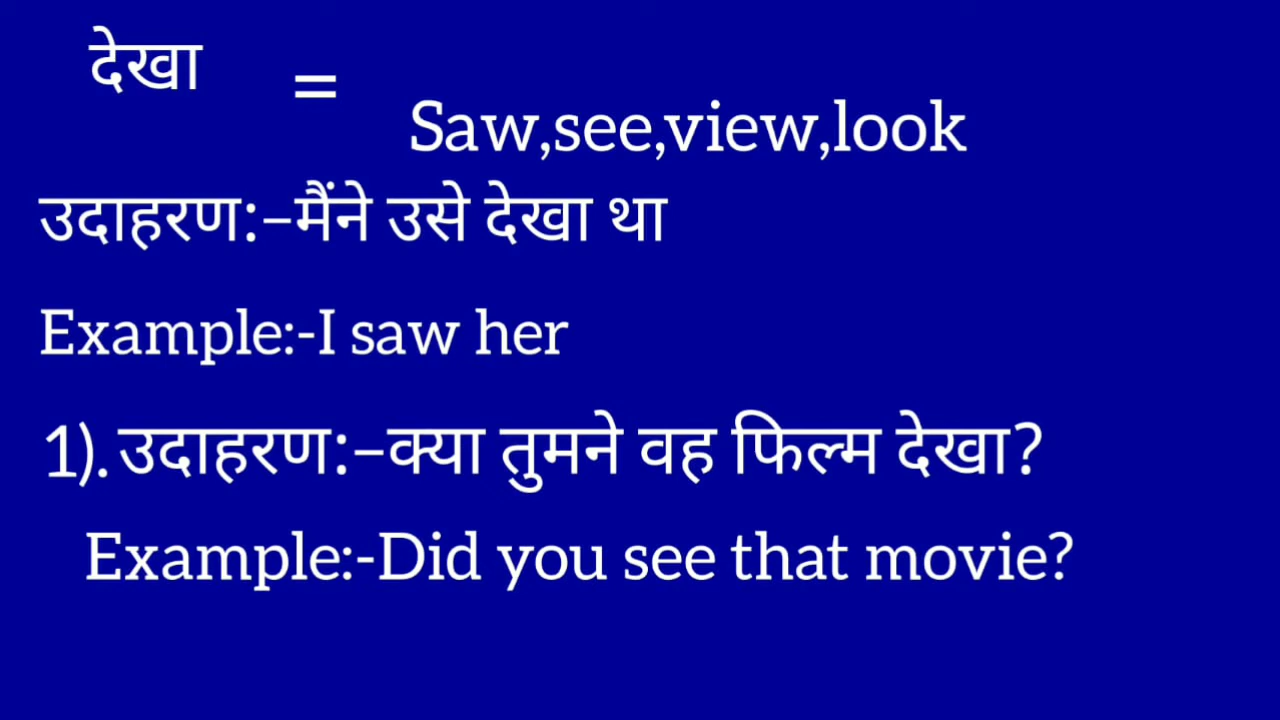 देखा = Saw,see,view,look
उदाहरण:–मैंने उसे देखा था
Example:-I saw her
1).उदाहरण:–क्या तुमने वह फिल्म देखा?
Example:-Did you see that movie?